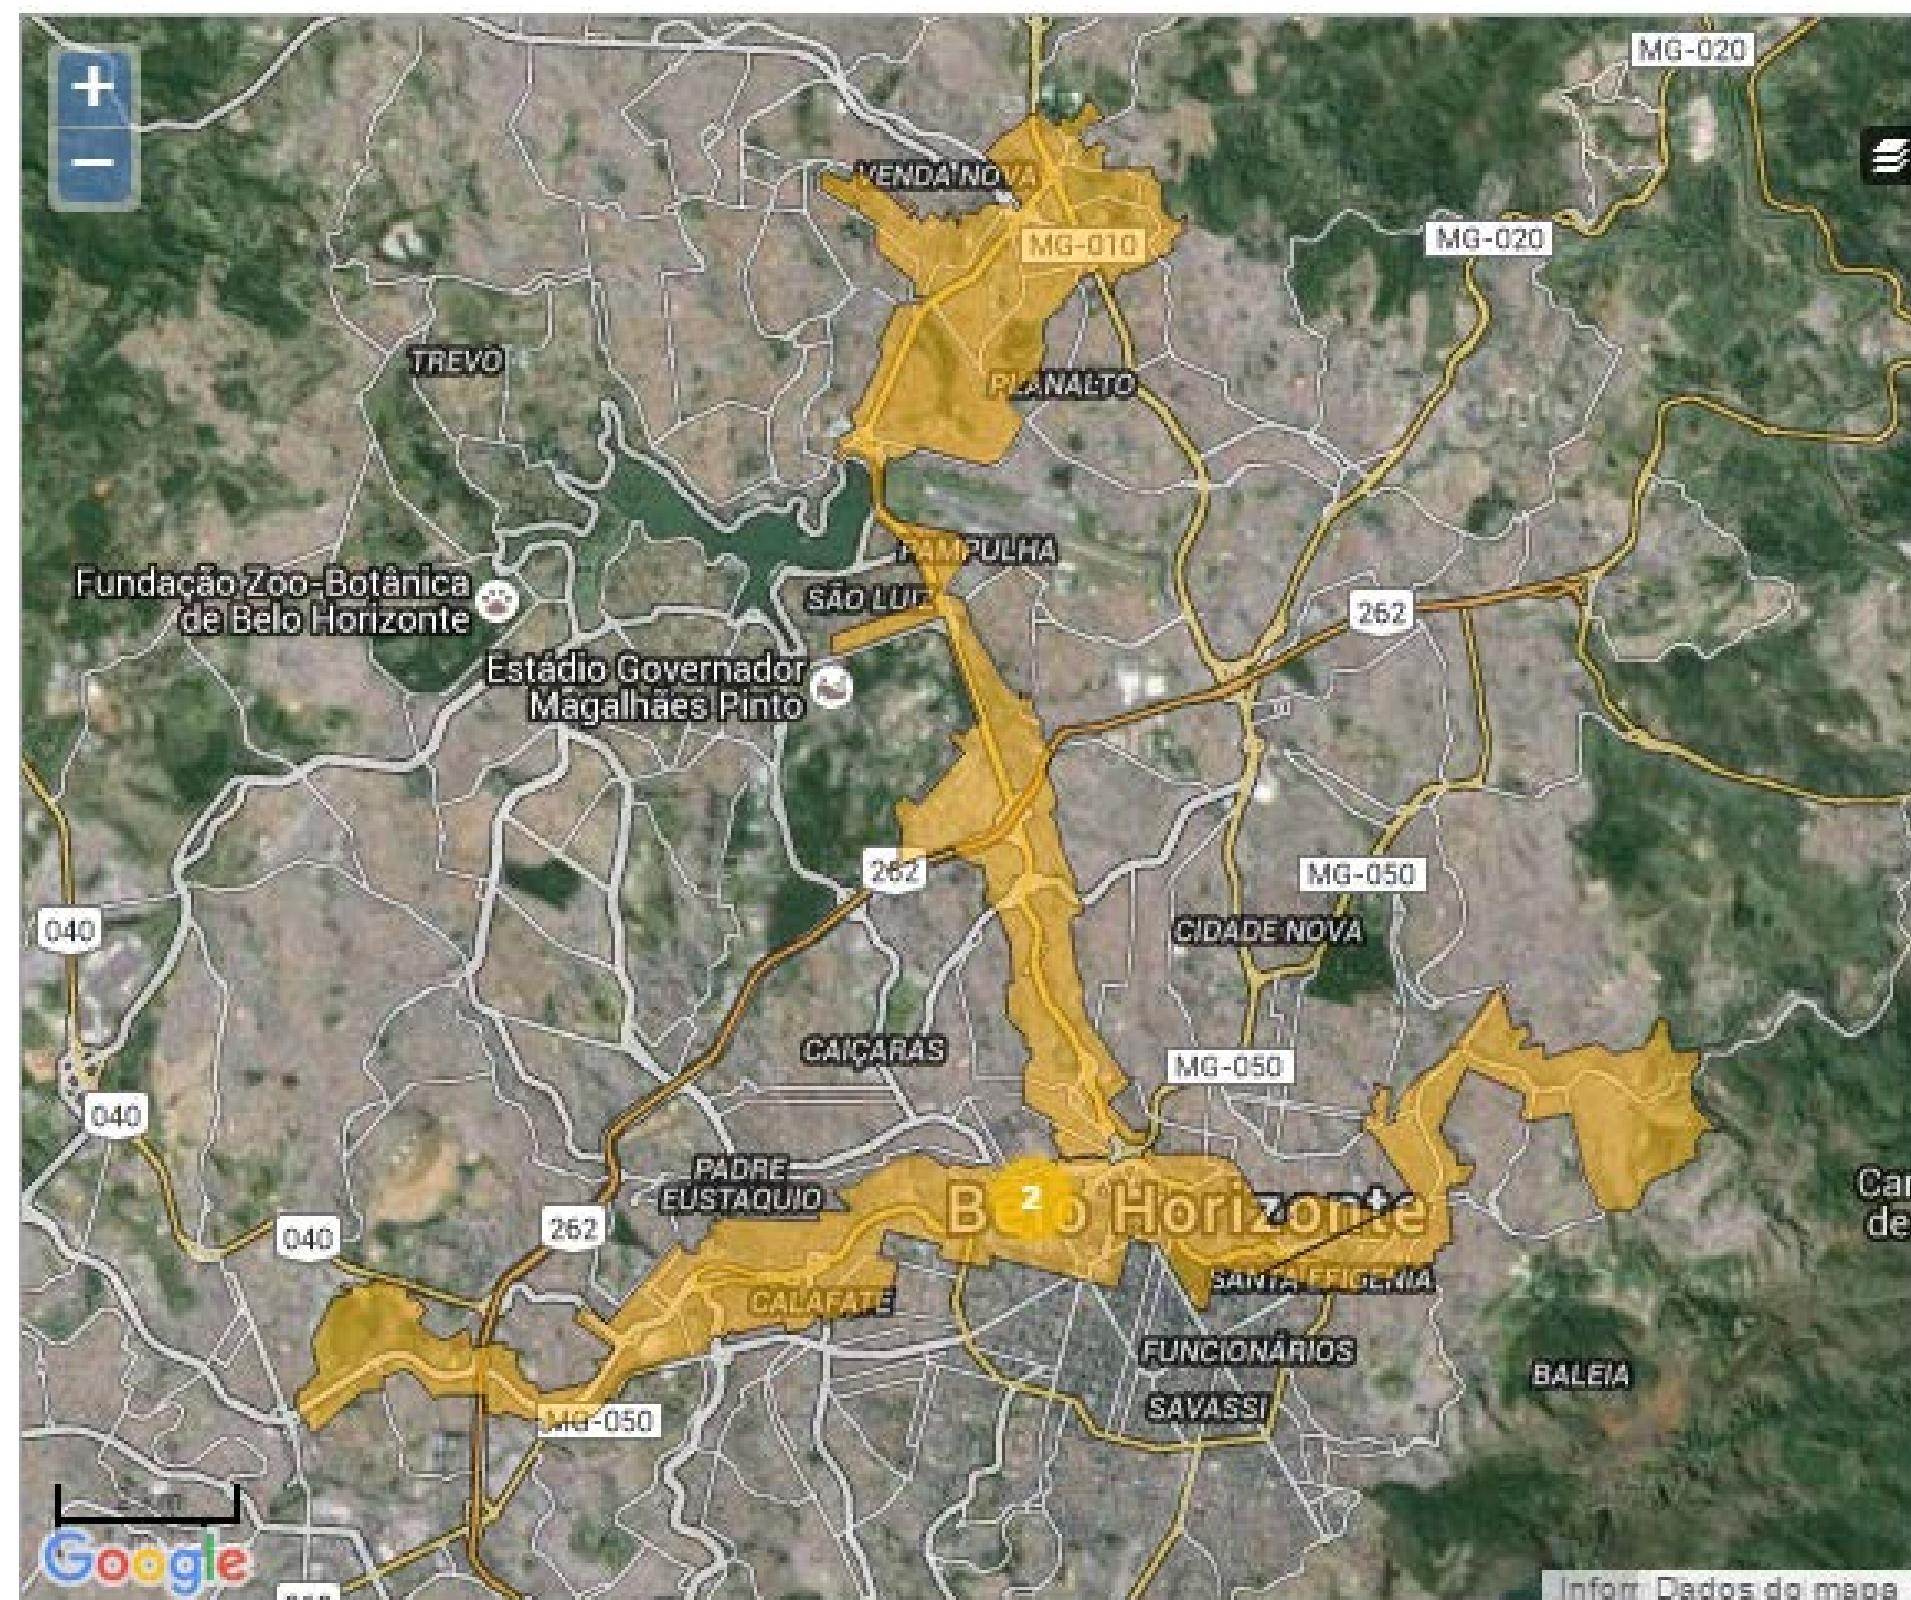 +
MG-020
−
VENDA NOVA
MG-010
MG-020
TREVO
PLANALTO
PAMPULHA
Fundação Zoo-Botânica
de Belo Horizonte
SÃO LUIZ
262
Estádio Governador
Magalhães Pinto
262
MG-050
040
CIDADE NOVA
CAIÇARAS
MG-050
040
PADRE
EUSTAQUIO
2
Belo Horizonte
Car
de
262
040
SANTA EFIGÊNIA
CALAFATE
FUNCIONÁRIOS
BALEIA
SAVASSI
MG-050
Google
Dados do mapa